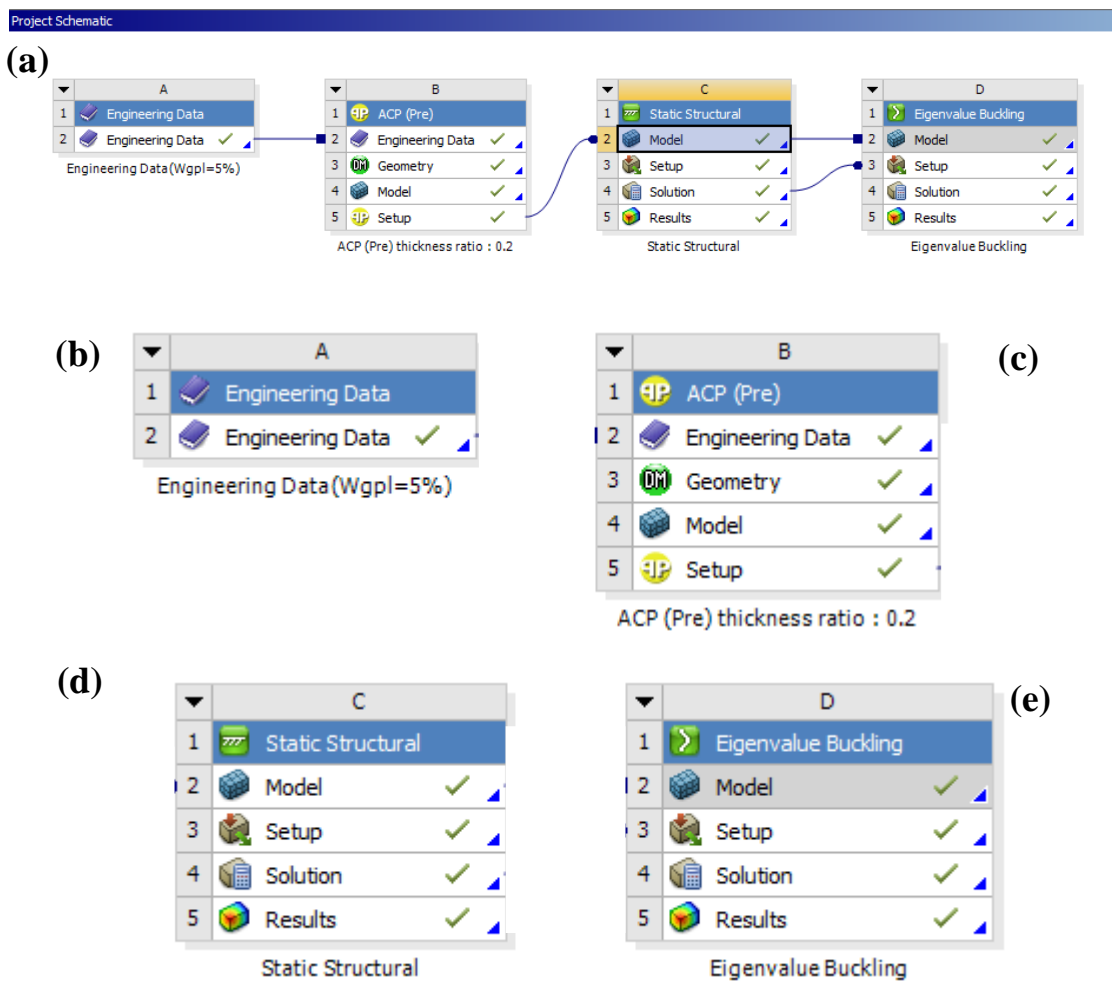 Project Schematic
(a)
A
1 Engineering Data
2 Engineering Data
Engineering Data(Wgpl=5%)
B
1 ACP (Pre)
2 Engineering Data
3 Geometry
4 Model
5 Setup
ACP (Pre) thickness ratio : 0.2
C
1 Static Structural
2 Model
3 Setup
4 Solution
5 Results
Static Structural
D
1 Eigenvalue Buckling
2 Model
3 Setup
4 Solution
5 Results
Eigenvalue Buckling
(b)
A
1 Engineering Data
2 Engineering Data
Engineering Data(Wgpl=5%)
(c)
B
1 ACP (Pre)
2 Engineering Data
3 DM Geometry
4 Model
5 Setup
ACP (Pre) thickness ratio : 0.2
(d)
C
1 Static Structural
2 Model
3 Setup
4 Solution
5 Results
Static Structural
(e)
D
1 Eigenvalue Buckling
2 Model
3 Setup
4 Solution
5 Results
Eigenvalue Buckling